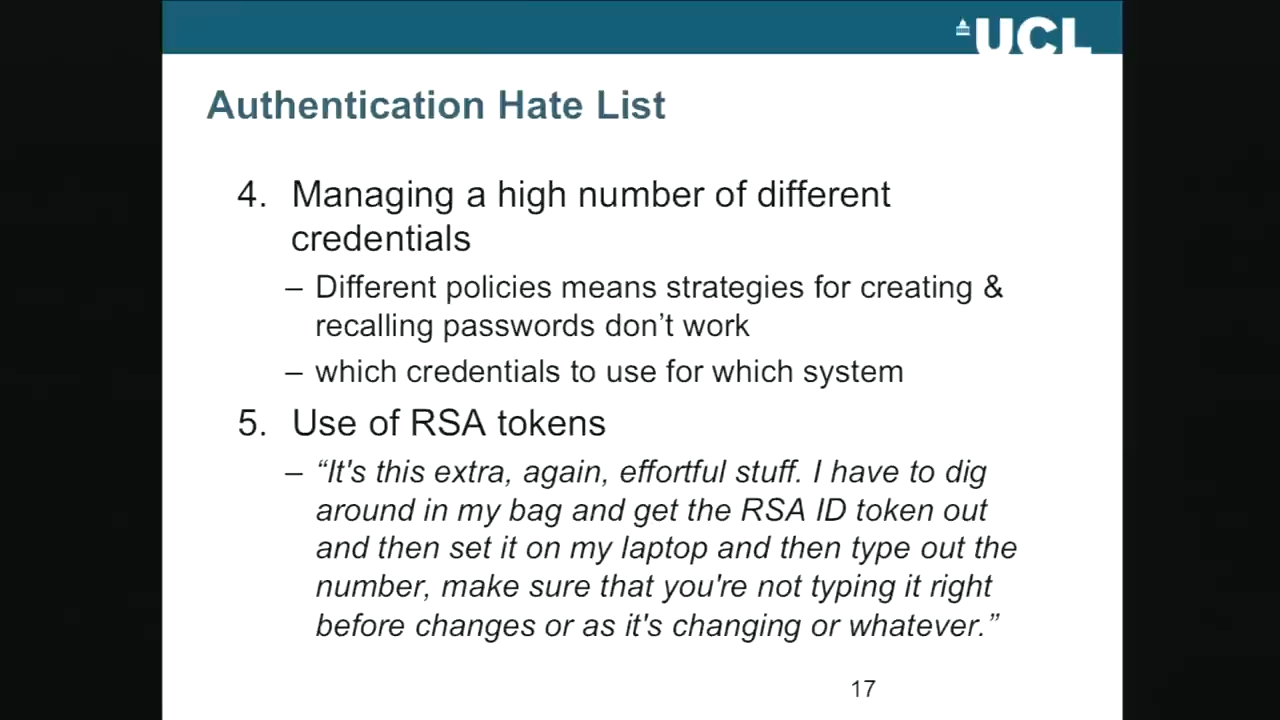 UCL
Authentication Hate List
4. Managing a high number of different
credentials
– Different policies means strategies for creating &
recalling passwords don’t work
– which credentials to use for which system
5. Use of RSA tokens
– “It's this extra, again, effortful stuff. I have to dig
around in my bag and get the RSA ID token out
and then set it on my laptop and then type out the
number, make sure that you're not typing it right
before changes or as it's changing or whatever.”
17